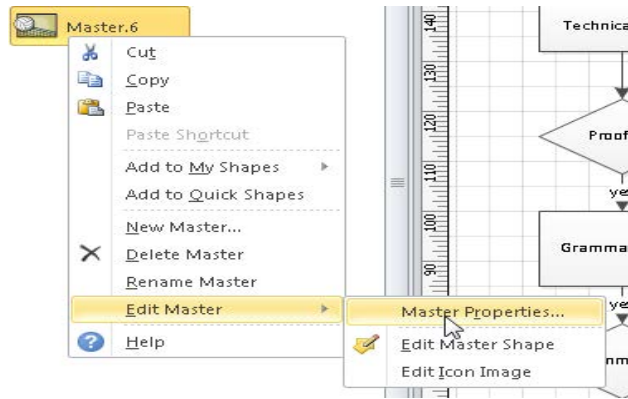 Master.6
Cut
Copy
Paste
Paste Shortcut
Add to My Shapes
Add to Quick Shapes
New Master...
Delete Master
Rename Master
Edit Master
Help
Master Properties...
Edit Master Shape
Edit Icon Image
140
130
120
110
100
90
Technica
Proof
yes
Gramma
yes